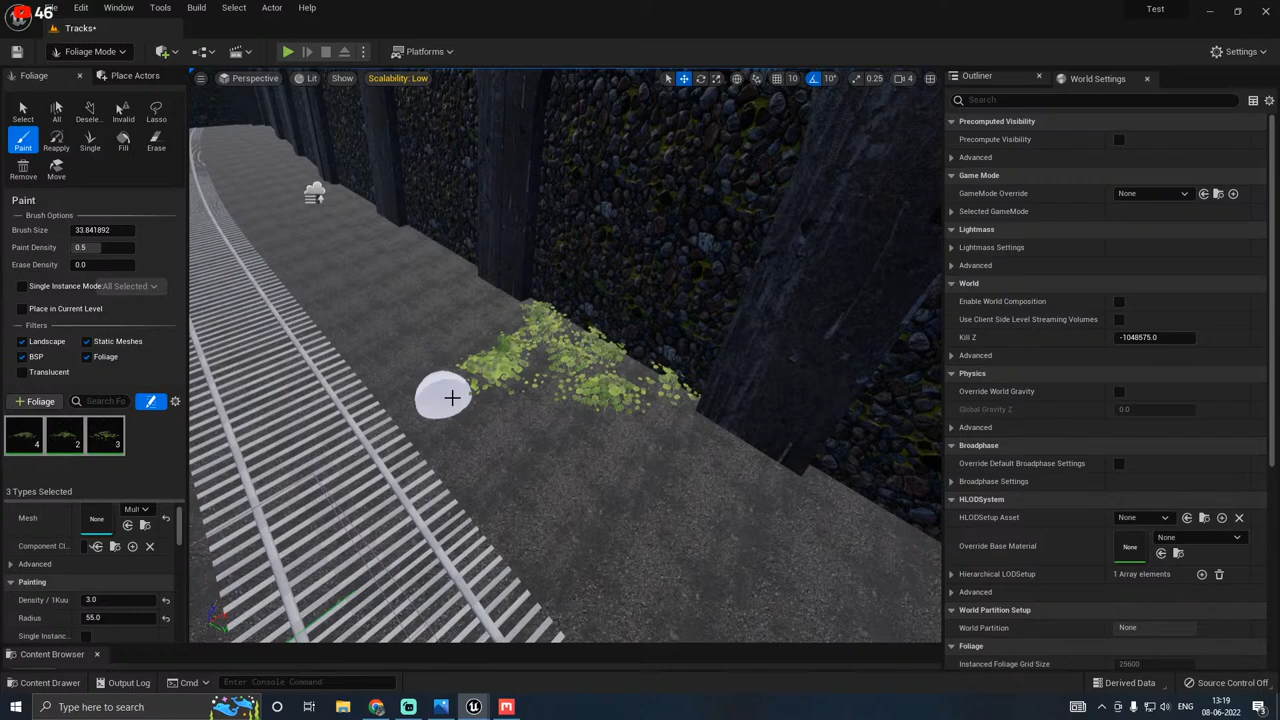 46 Edit Window Tools Build Select Actor Help Test
Tracks*
Foliage Mode Platforms Settings
Foliage Place Actors
Perspective Lit Show Scalability: Low 10 10° 0.25 4
Outliner World Settings
Search
Select All Desele... Invalid Lasso
Paint Reapply Single Fill Erase
Remove Move
Paint
Brush Options
Brush Size 33.841892
Paint Density 0.5
Erase Density 0.0
Single Instance Mode: All Selected
Place in Current Level
Filters
Landscape Static Meshes
BSP Foliage
Translucent
+ Foliage Search Fo
4 2 3
3 Types Selected
Mesh None Mult
Component Cl
Advanced
Painting
Density / 1Kuu 3.0
Radius 55.0
Single Instanc
Precomputed Visibility
Precompute Visibility
Advanced
Game Mode
GameMode Override None
Selected GameMode
Lightmass
Lightmass Settings
Advanced
World
Enable World Composition
Use Client Side Level Streaming Volumes
Kill Z -1048575.0
Advanced
Physics
Override World Gravity
Global Gravity Z 0.0
Advanced
Broadphase
Override Default Broadphase Settings
Broadphase Settings
HLODSystem
HLODSetup Asset None
Override Base Material None None
Hierarchical LODSetup 1 Array elements
Advanced
World Partition Setup
World Partition None
Foliage
Instanced Foliage Grid Size 25600
Content Browser
Content Drawer Output Log Cmd Enter Console Command Derived Data Source Control Off
Type here to search ENG 13:19
08-06-2022 3